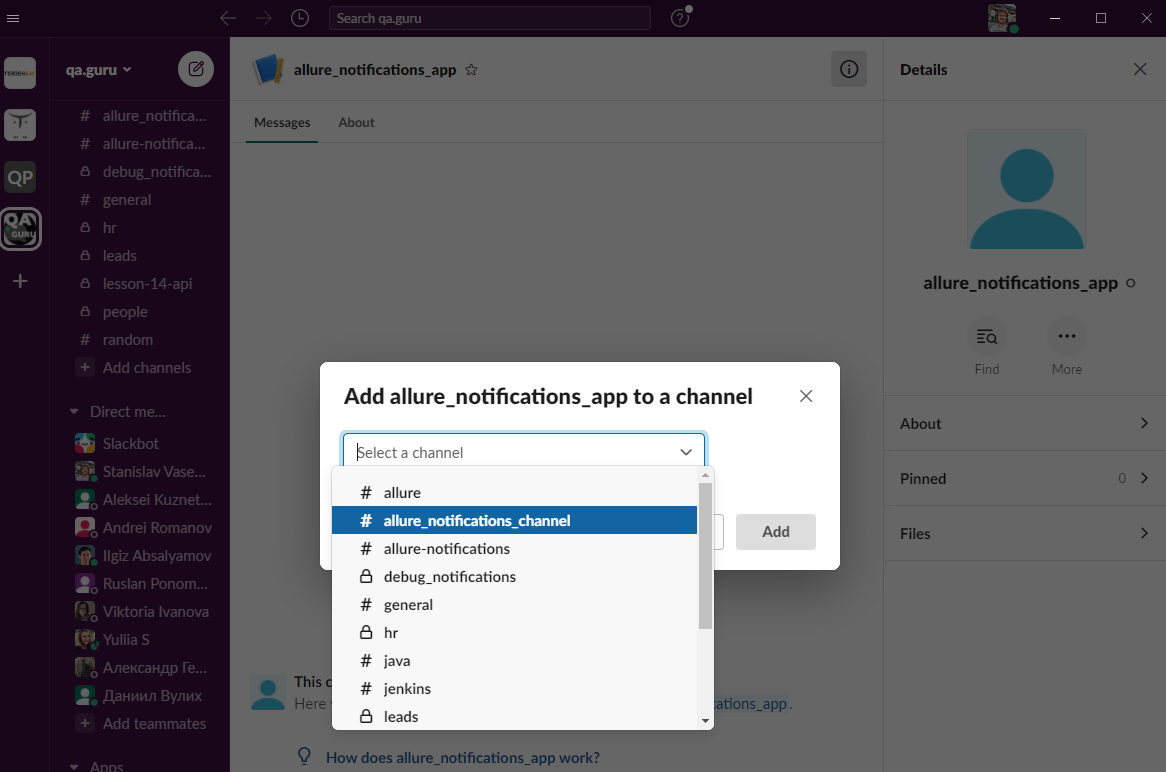 Search qa.guru
QP
QA
GURU
qa.guru
# allure_notifica...
# allure-notifica...
debug_notifica...
# general
hr
leads
lesson-14-api
people
# random
+ Add channels
Direct me...
Slackbot
Stanislav Vase...
Aleksei Kuznet...
Andrei Romanov
Ilgiz Absalyamov
Ruslan Ponom...
Viktoria Ivanova
Yuliia S
Александр Ге...
Даниил Вулих
+ Add teammates
Apps
allure_notifications_app
Messages About
Add allure_notifications_app to a channel
Select a channel
# allure
# allure_notifications_channel
# allure-notifications
debug_notifications
# general
hr
# java
# jenkins
leads
Add
This c
Here
cations_app.
How does allure_notifications_app work?
Details
allure_notifications_app
Find More
About
Pinned 0
Files